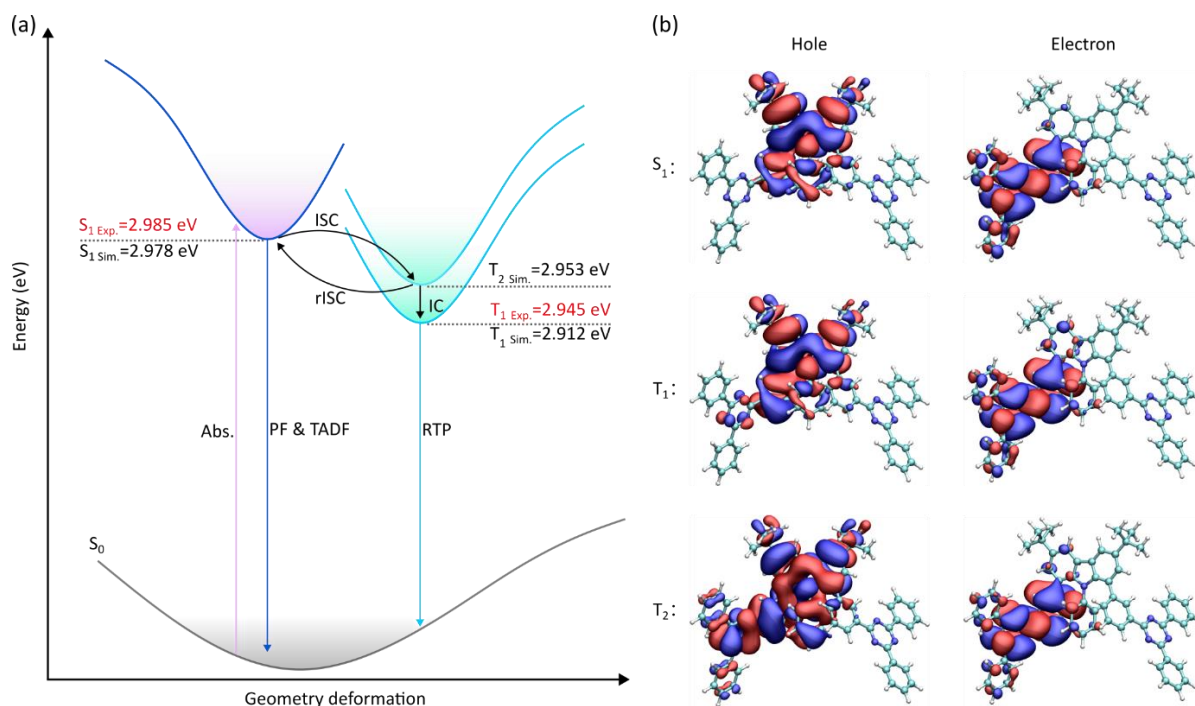 (a)
Energy (eV)
S1 Exp.=2.985 eV
S1 Sim.=2.978 eV
ISC
rISC
IC
T2 Sim.=2.953 eV
T1 Exp.=2.945 eV
T1 Sim.=2.912 eV
Abs.
PF & TADF
RTP
S0
Geometry deformation
(b)
Hole
Electron
S1:
T1:
T2: